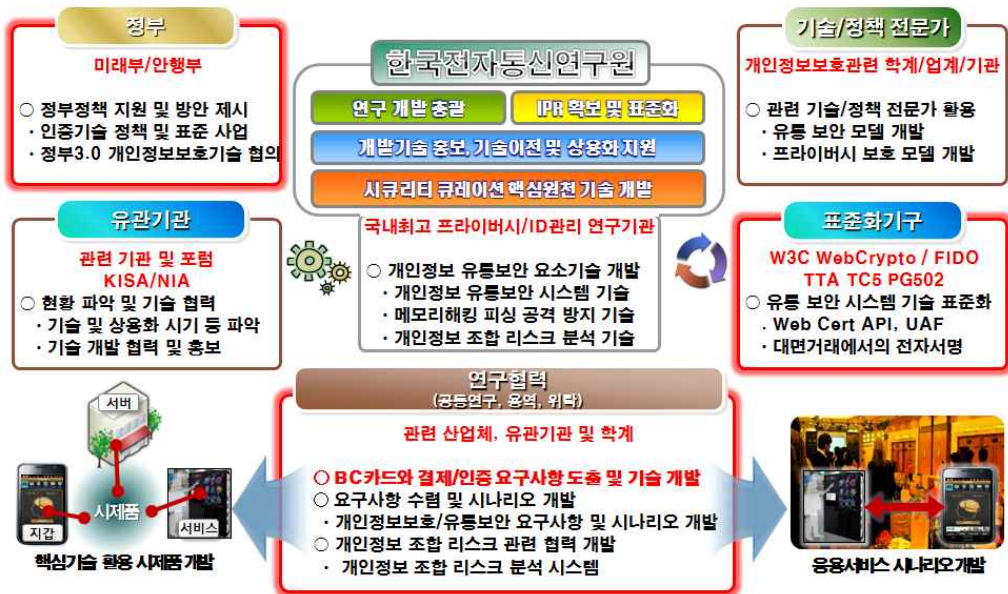 정부
미래부/안행부
○ 정부정책 지원 및 방안 제시
· 인증기술 정책 및 표준 사업
· 정부3.0 개인정보보호기술 협의
한국전자통신연구원
연구 개발 총괄
IPR 확보 및 표준화
개발기술 홍보, 기술이전 및 상용화 지원
시큐리티 큐레이션 핵심원천 기술 개발
국내최고 프라이버시/ID관리 연구기관
○ 개인정보 유통보안 요소기술 개발
· 개인정보 유통보안 시스템 기술
· 메모리해킹 피싱 공격 방지 기술
· 개인정보 조합 리스크 분석 기술
기술/정책 전문가
개인정보보호관련 학계/업계/기관
○ 관련 기술/정책 전문가 활용
· 유통 보안 모델 개발
· 프라이버시 보호 모델 개발
유관기관
관련 기관 및 포럼
KISA/NIA
○ 현황 파악 및 기술 협력
· 기술 및 상용화 시기 등 파악
· 기술 개발 협력 및 홍보
표준화기구
W3C WebCrypto / FIDO
TTA TC5 PG502
○ 유통 보안 시스템 기술 표준화
. Web Cert API, UAF
· 대면거래에서의 전자서명
연구협력
(공동연구, 용역, 위탁)
관련 산업체, 유관기관 및 학계
○ BC카드와 결제/인증 요구사항 도출 및 기술 개발
○ 요구사항 수렴 및 시나리오 개발
· 개인정보보호/유통보안 요구사항 및 시나리오 개발
○ 개인정보 조합 리스크 관련 협력 개발
· 개인정보 조합 리스크 분석 시스템
서버
시제품
지갑
서비스
핵심기술 활용 시제품 개발
응용서비스 시나리오 개발